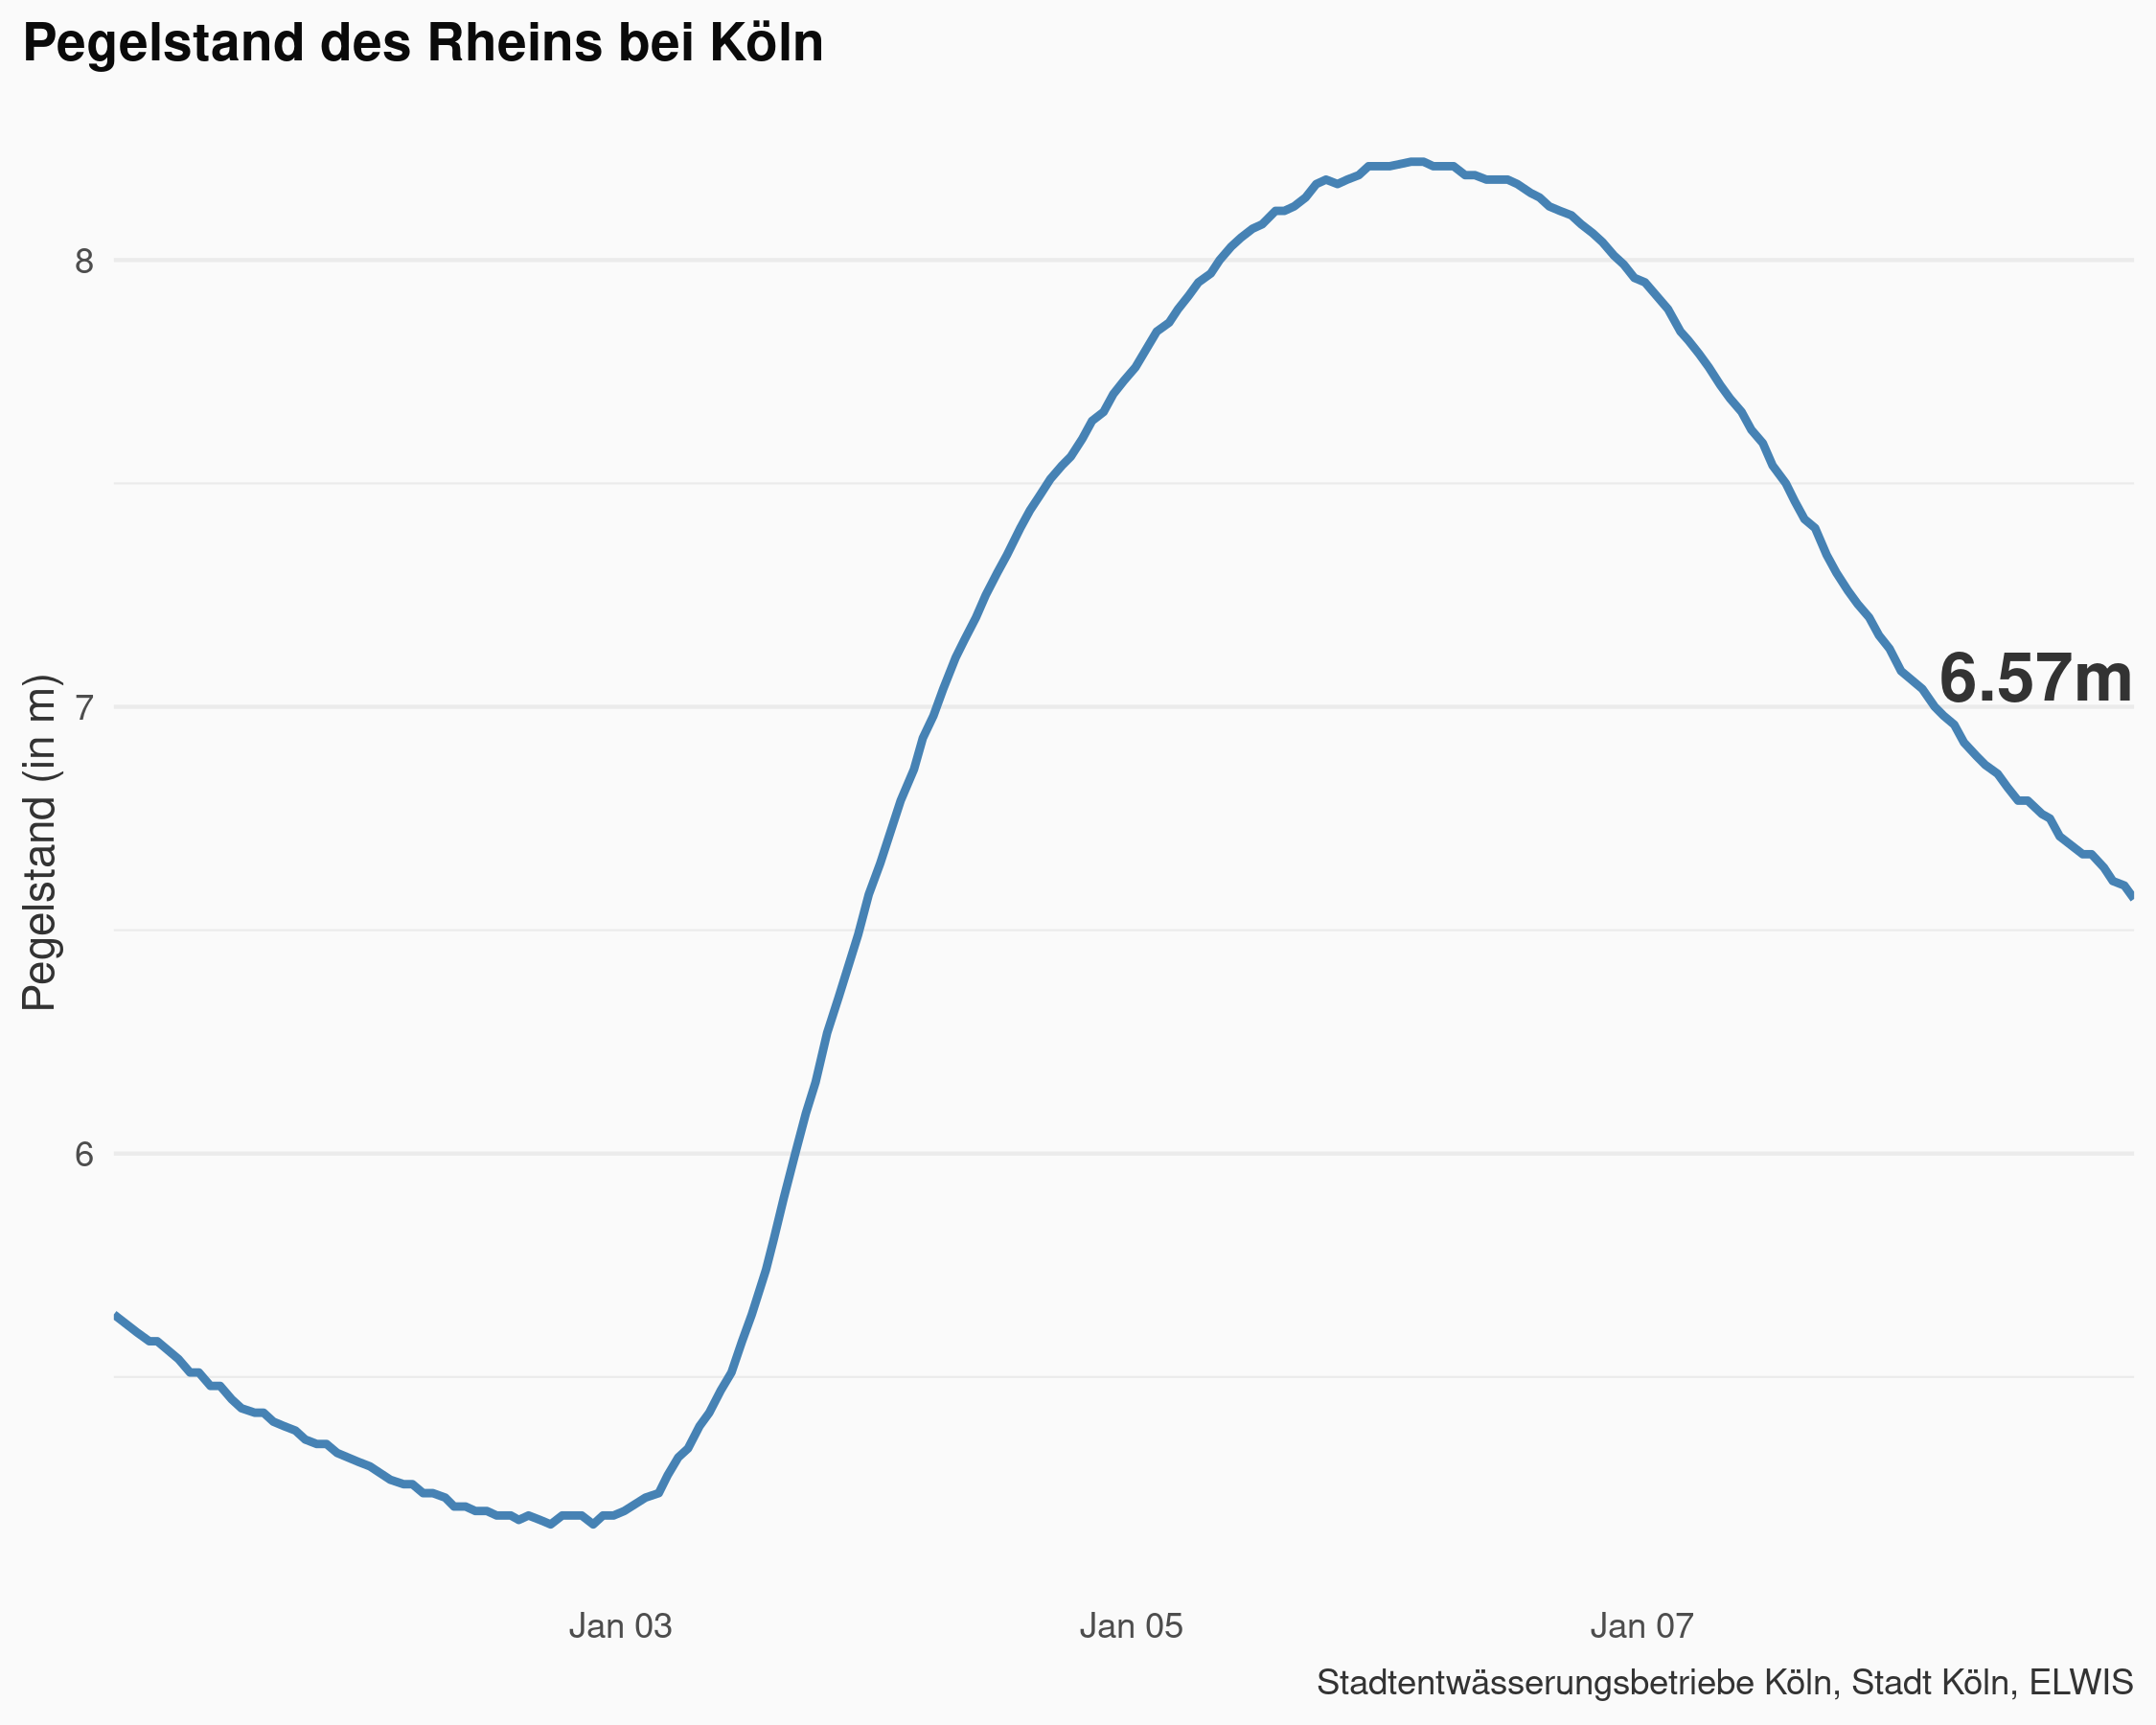 Pegelstand des Rheins bei Köln
Pegelstand (in m)
8
7
6
6.57m
Jan 03
Jan 05
Jan 07
Stadtentwässerungsbetriebe Köln, Stadt Köln, ELWIS